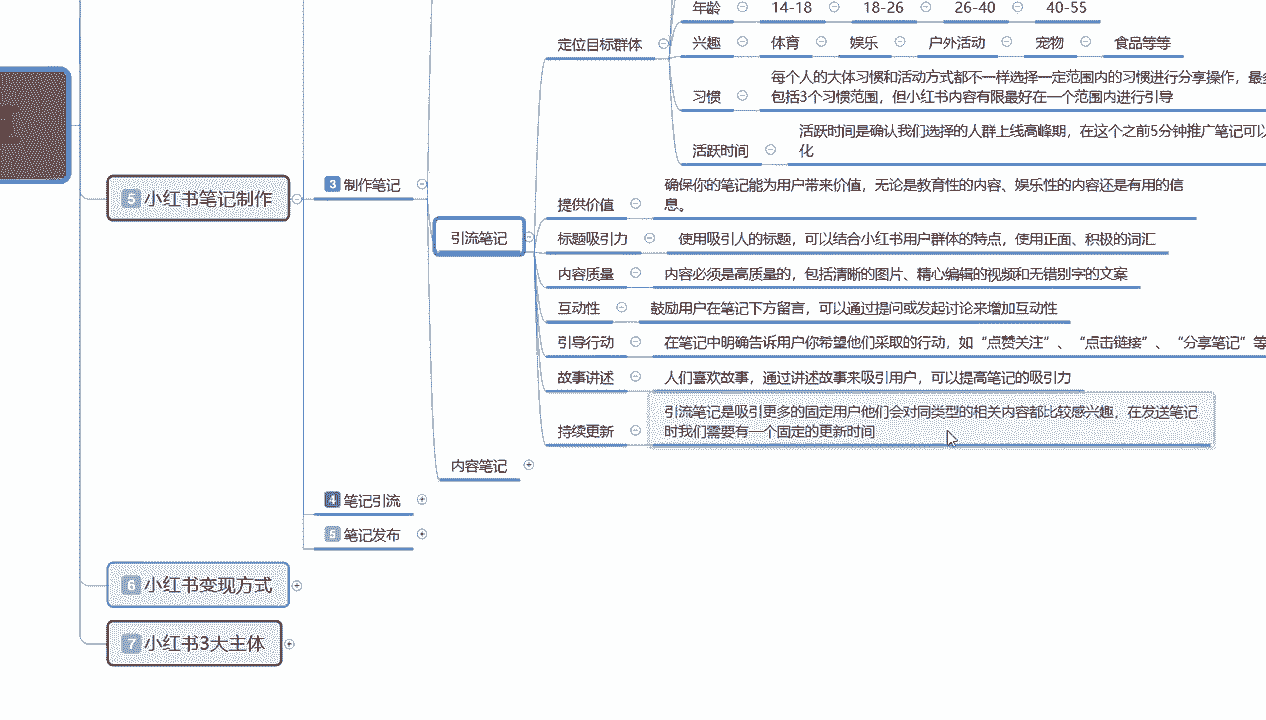 年龄 14-18 18-26 26-40 40-55
定位目标群体
兴趣 体育 娱乐 户外活动 宠物 食品等等
每个人的大体习惯和活动方式都不一样选择一定范围内的习惯进行分享操作，最
习惯
包括3个习惯范围，但小红书内容有限最好在一个范围内进行引导
活跃时间是确认我们选择的人群上线高峰期，在这个之前5分钟推广笔记可以
活跃时间
化
5 小红书笔记制作
3 制作笔记
引流笔记
确保你的笔记能为用户带来价值，无论是教育性的内容、娱乐性的内容还是有用的信
提供价值
息。
标题吸引力 使用吸引人的标题，可以结合小红书用户群体的特点，使用正面、积极的词汇
内容质量 内容必须是高质量的，包括清晰的图片、精心编辑的视频和无错别字的文案
互动性 鼓励用户在笔记下方留言，可以通过提问或发起讨论来增加互动性
引导行动 在笔记中明确告诉用户你希望他们采取的行动，如“点赞关注”、“点击链接”、“分享笔记”等
故事讲述 人们喜欢故事，通过讲述故事来吸引用户，可以提高笔记的吸引力
引流笔记是吸引更多的固定用户他们会对同类型的相关内容都比较感兴趣，在发送笔记
持续更新
时我们需要有一个固定的更新时间
内容笔记
4 笔记引流
5 笔记发布
6 小红书变现方式
7 小红书3大主体